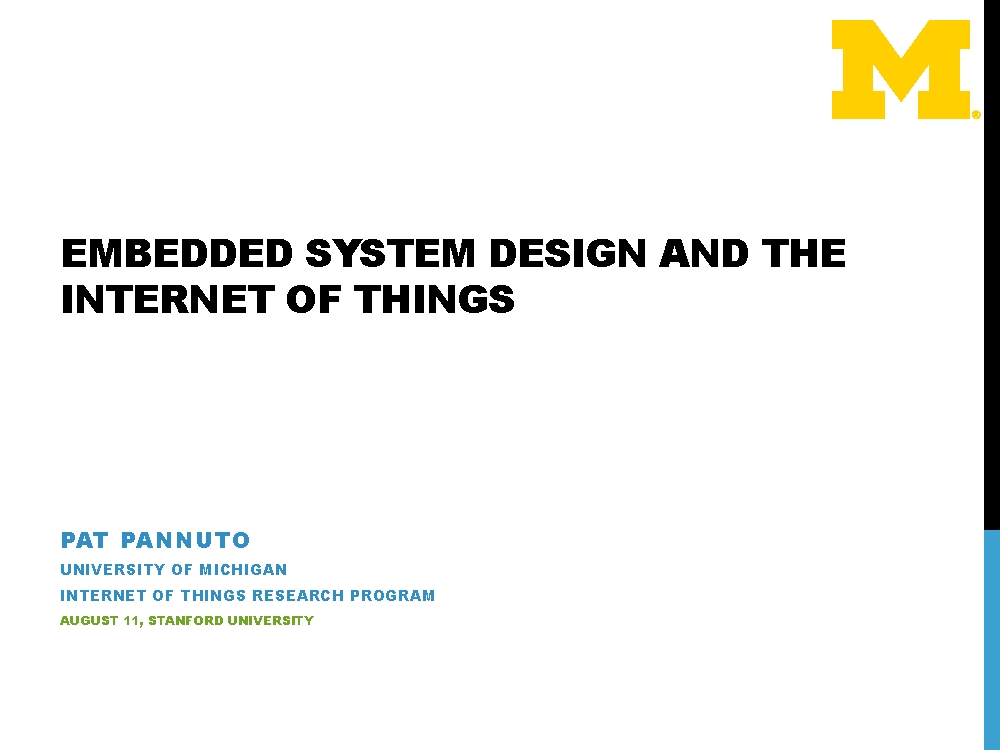 M®
EMBEDDED SYSTEM DESIGN AND THE
INTERNET OF THINGS
PAT PANNUTO
UNIVERSITY OF MICHIGAN
INTERNET OF THINGS RESEARCH PROGRAM
AUGUST 11, STANFORD UNIVERSITY